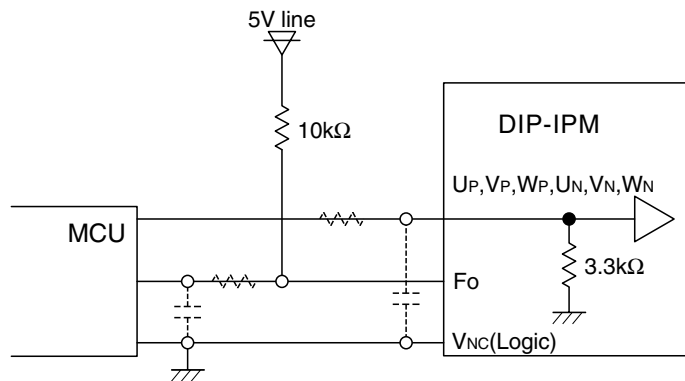 5V line
10kΩ
DIP-IPM
UP,VP,WP,UN,VN,WN
MCU
3.3kΩ
Fo
VNC(Logic)